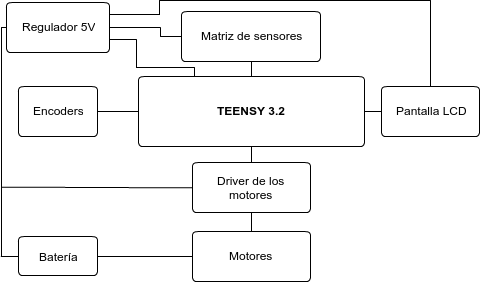 Regulador 5V
Matriz de sensores
Encoders
TEENSY 3.2
Pantalla LCD
Driver de los
motores
Batería
Motores